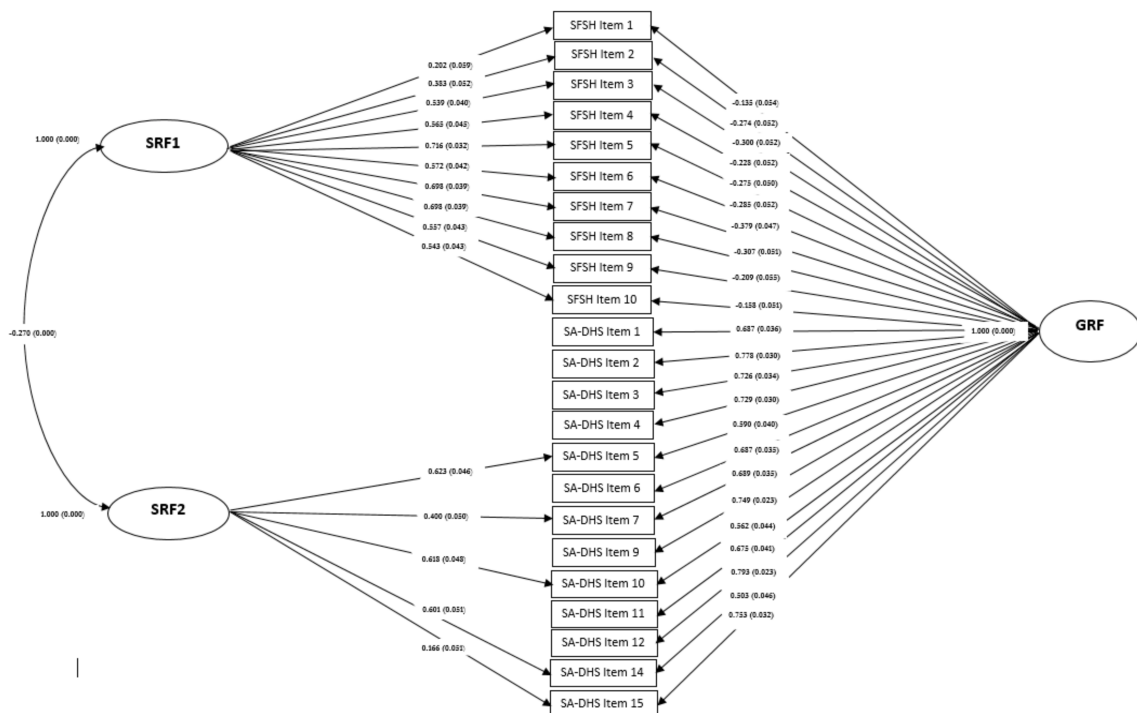 SFSH Item 1
SFSH Item 2
SFSH Item 3
SFSH Item 4
SFSH Item 5
SFSH Item 6
SFSH Item 7
SFSH Item 8
SFSH Item 9
SFSH Item 10
SA-DHS Item 1
SA-DHS Item 2
SA-DHS Item 3
SA-DHS Item 4
SA-DHS Item 5
SA-DHS Item 6
SA-DHS Item 7
SA-DHS Item 9
SA-DHS Item 10
SA-DHS Item 11
SA-DHS Item 12
SA-DHS Item 14
SA-DHS Item 15
SRF1
SRF2
GRF
1.000 (0.000)
-0.270 (0.000)
1.000 (0.000)
0.202 (0.059)
0.383 (0.052)
0.539 (0.040)
0.565 (0.045)
0.716 (0.032)
0.572 (0.042)
0.698 (0.039)
0.698 (0.039)
0.557 (0.043)
0.543 (0.043)
0.623 (0.046)
0.400 (0.050)
0.618 (0.048)
0.601 (0.051)
0.166 (0.051)
-0.135 (0.054)
-0.274 (0.052)
-0.300 (0.052)
-0.228 (0.052)
-0.275 (0.050)
-0.285 (0.052)
-0.379 (0.047)
-0.307 (0.051)
-0.209 (0.055)
-0.158 (0.051)
0.687 (0.036)
0.778 (0.030)
0.726 (0.034)
0.729 (0.030)
0.590 (0.040)
0.687 (0.035)
0.689 (0.035)
0.749 (0.023)
0.562 (0.044)
0.675 (0.041)
0.793 (0.023)
0.503 (0.046)
0.753 (0.032)
1.000 (0.000)